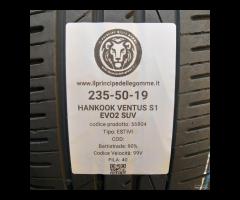 www.ilprincipedellegomme.it
235-50-19
HANKOOK VENTUS S1
EVO2 SUV
codice prodotto: 55804
Tipo: ESTIVI
COD:
Battistrada: 80%
Codice Velocità: 99V
PILA: 40